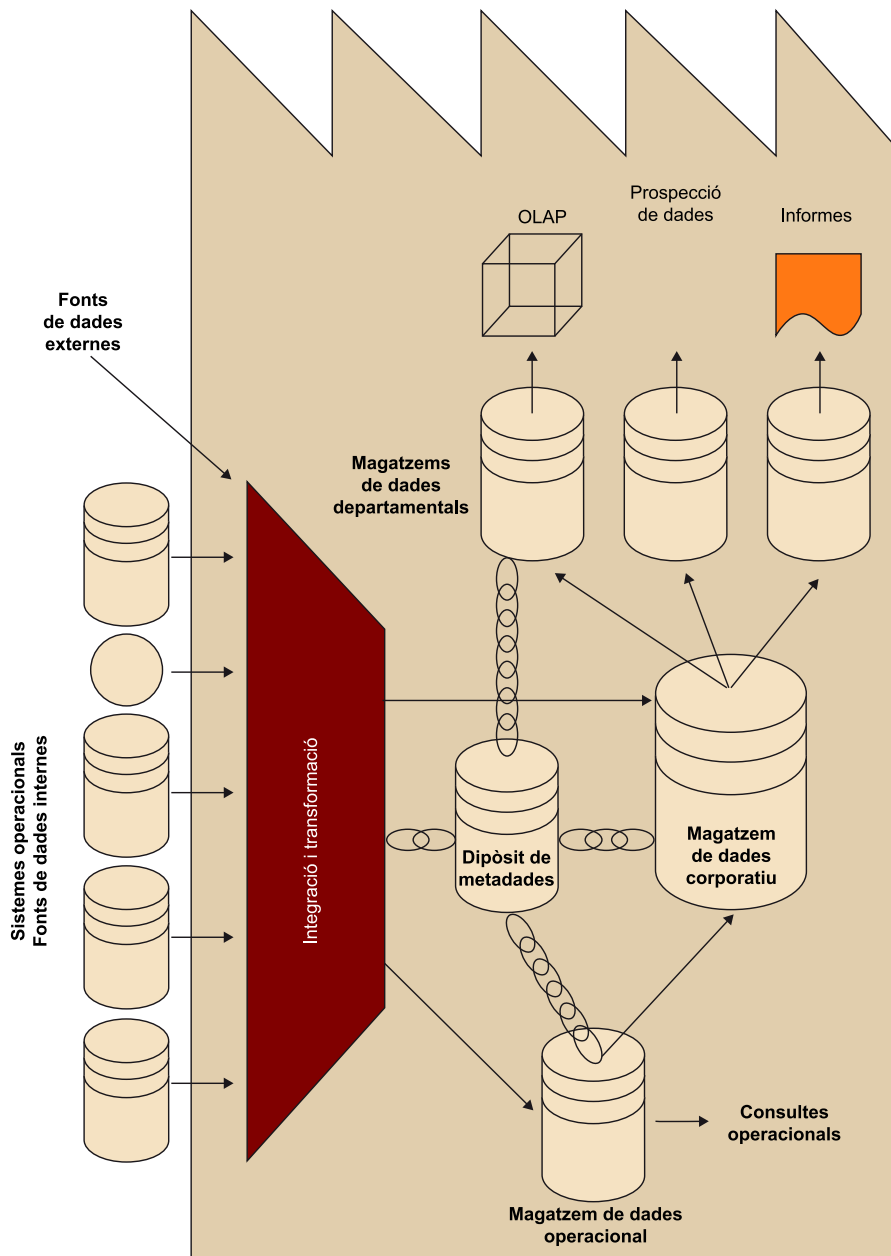 Prospecció
de dades
OLAP
Informes
Fonts
de dades
externes
Magatzems
de dades
departamentals
Sistemes operacionals
Fonts de dades internes
Integració i transformació
Dipòsit de
metadades
Magatzem
de dades
corporatiu
Consultes
operacionals
Magatzem de dades
operacional